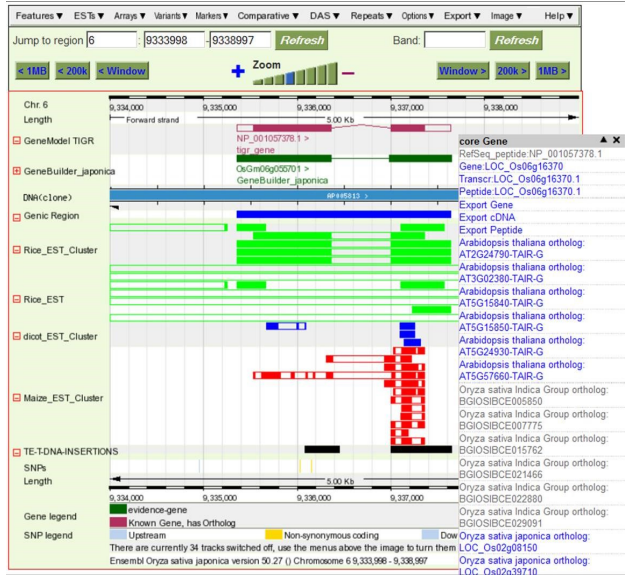 Features ▼ ESTs ▼ Arrays ▼ Variants ▼ Markers ▼ Comparative ▼ DAS ▼ Repeats ▼ Options ▼ Export ▼ Image ▼ Help ▼
Jump to region 6 : 9333998 - 9338997 Refresh Band: Refresh
< 1MB < 200k < Window + Zoom - Window > 200k > 1MB >
Chr. 6 9,334,000 9,335,000 9,336,000 9,337,000 9,338,000
Length Forward strand 5.00 Kb
GeneModel TIGR NP_001057378.1 >
tigr_gene
GeneBuilder_japonica OsGm06g055701 >
GeneBuilder_japonica
DNA(clone) AP005813 >
Genic Region
Rice_EST_Cluster
Rice_EST
dicot_EST_Cluster
Maize_EST_Cluster
TE-T-DNA-INSERTIONS
SNPs
Length 5.00 Kb
9,334,000 9,335,000 9,336,000 9,337,000
Gene legend evidence-gene
Known Gene, has Ortholog
SNP legend Upstream Non-synonymous coding Dow
There are currently 34 tracks switched off, use the menus above the image to turn them
Ensembl Oryza sativa japonica version 50.27 () Chromosome 6 9,333,998 - 9,338,997
core Gene ▲ X
RefSeq_peptide:NP_001057378.1
Gene:LOC_Os06g16370
Transcr:LOC_Os06g16370.1
Peptide:LOC_Os06g16370.1
Export Gene
Export cDNA
Export Peptide
Arabidopsis thaliana ortholog:
AT2G24790-TAIR-G
Arabidopsis thaliana ortholog:
AT3G02380-TAIR-G
Arabidopsis thaliana ortholog:
AT5G15840-TAIR-G
Arabidopsis thaliana ortholog:
AT5G15850-TAIR-G
Arabidopsis thaliana ortholog:
AT5G24930-TAIR-G
Arabidopsis thaliana ortholog:
AT5G57660-TAIR-G
Oryza sativa Indica Group ortholog:
BGIOSIBCE005850
Oryza sativa Indica Group ortholog:
BGIOSIBCE007775
Oryza sativa Indica Group ortholog:
BGIOSIBCE015762
Oryza sativa Indica Group ortholog:
BGIOSIBCE021466
Oryza sativa Indica Group ortholog:
BGIOSIBCE022880
Oryza sativa Indica Group ortholog:
BGIOSIBCE029091
Oryza sativa japonica ortholog:
LOC_Os02g08150
Oryza sativa japonica ortholog:
LOC_Os02g39710